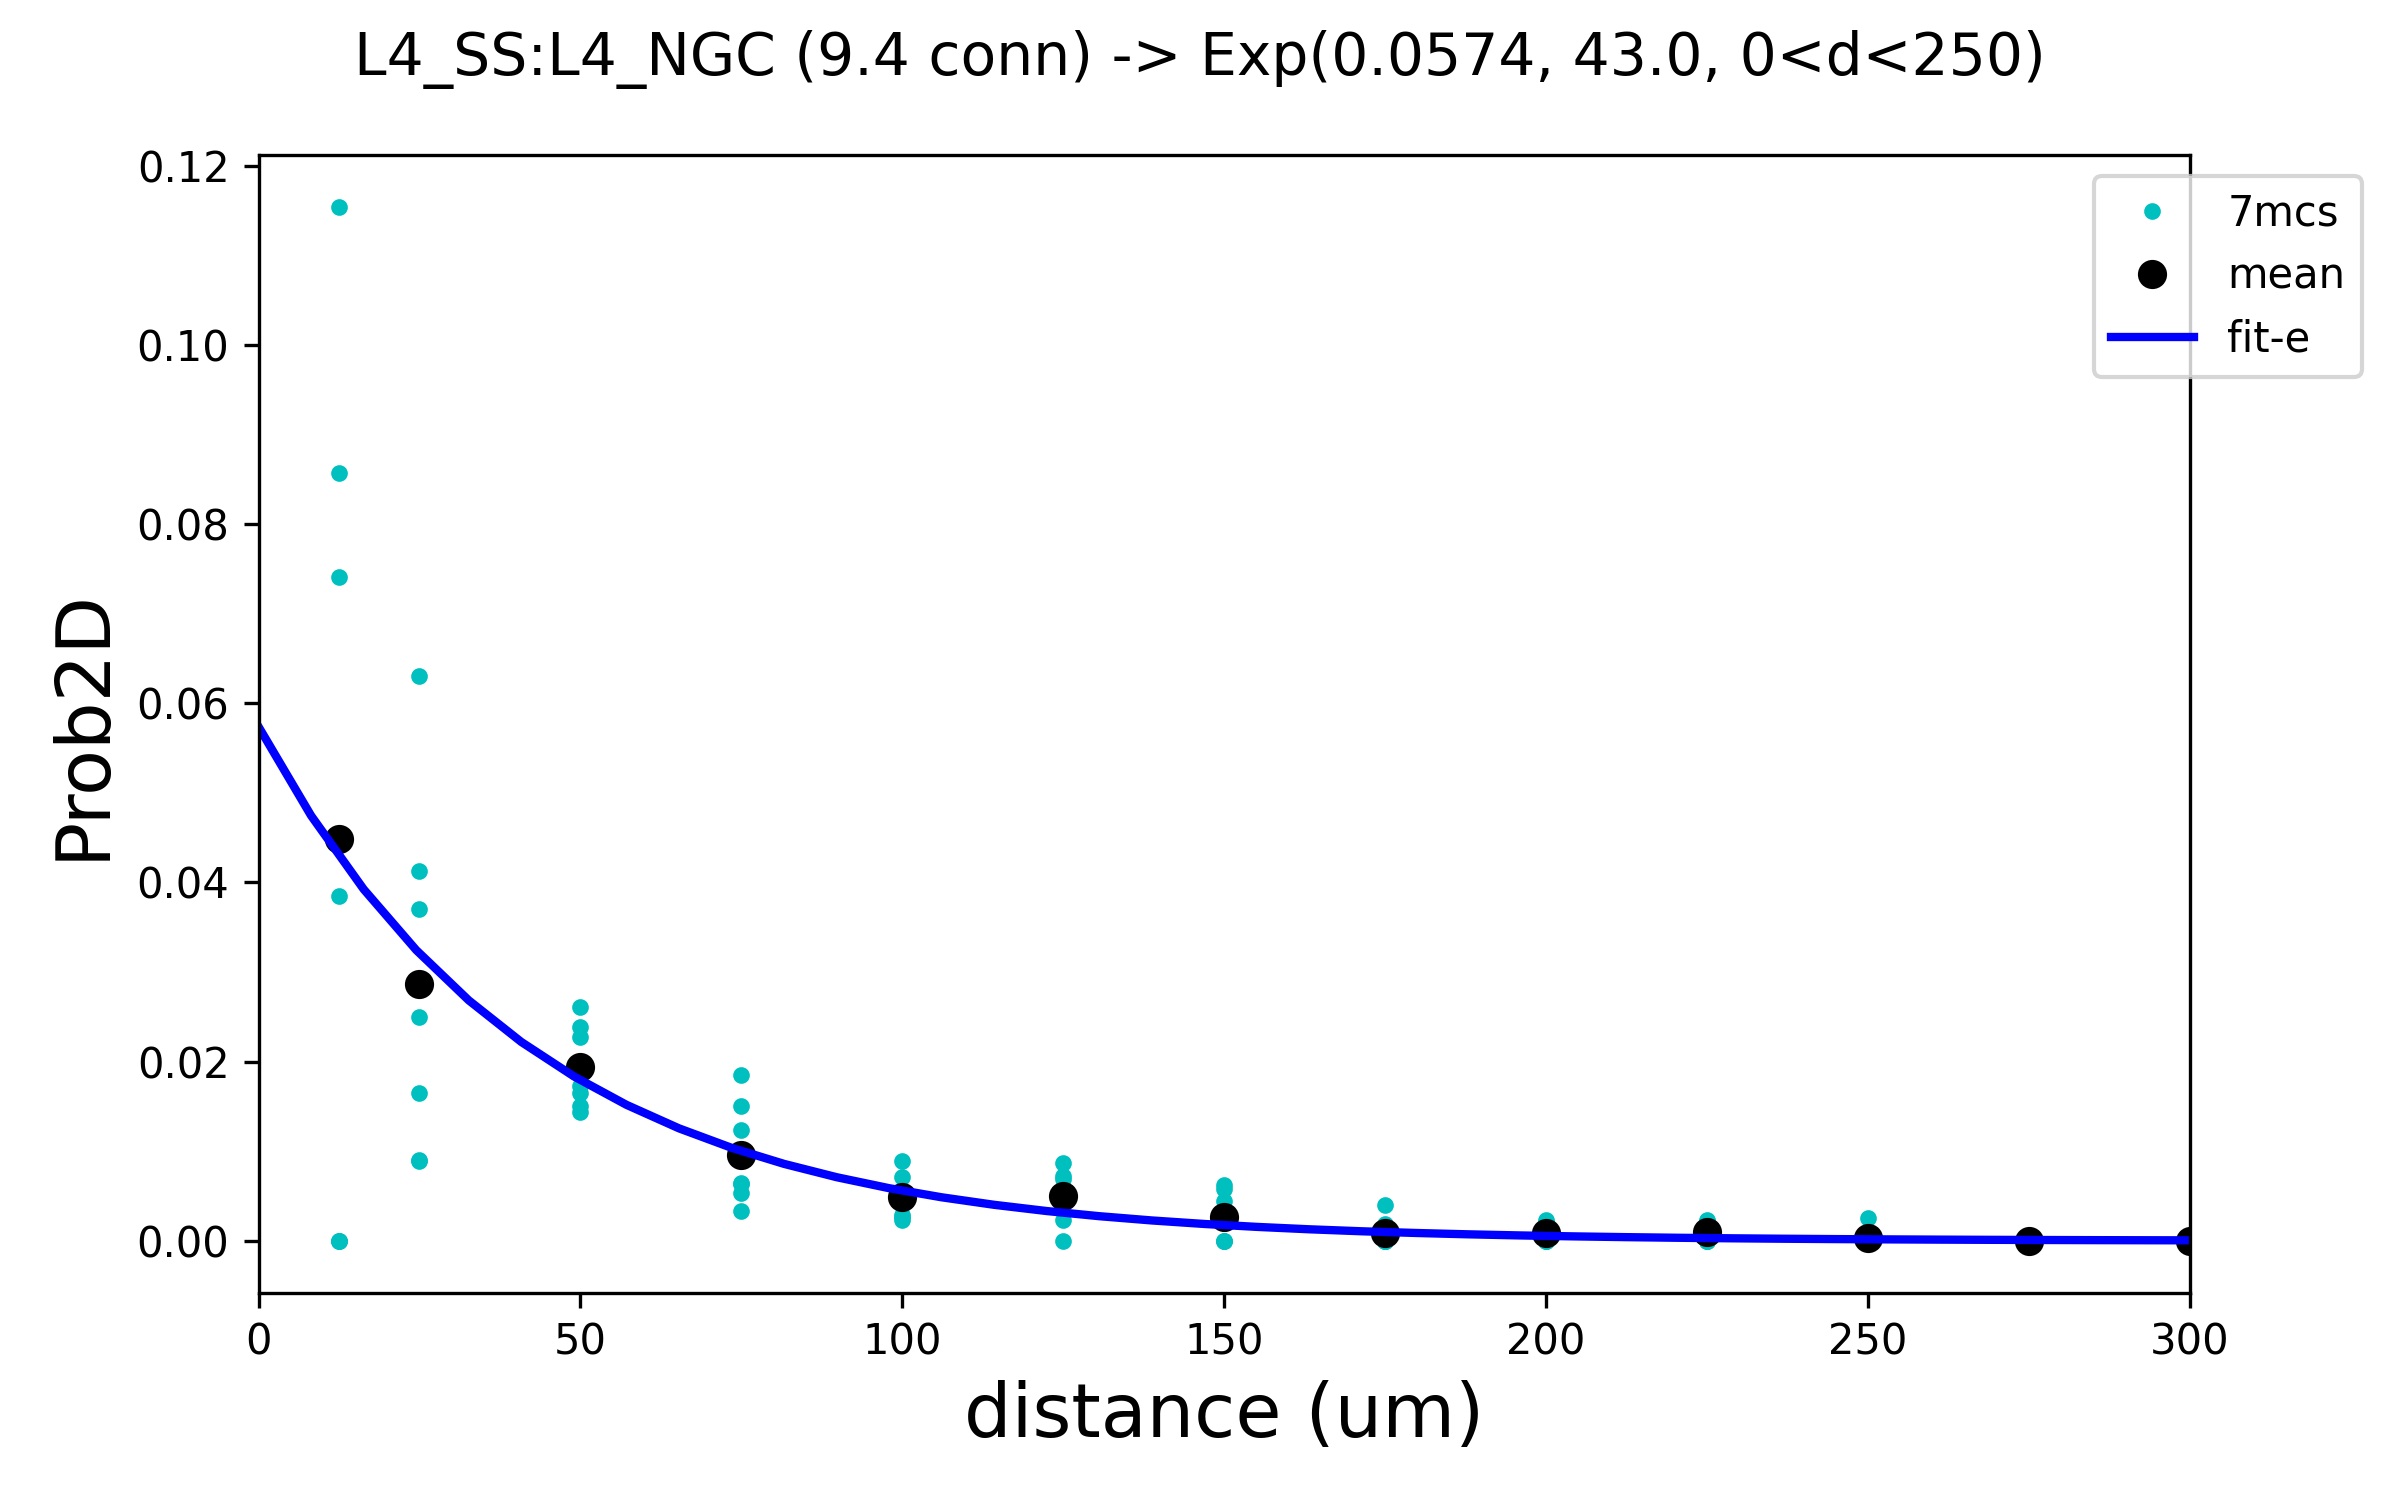 L4_SS:L4_NGC (9.4 conn) -> Exp(0.0574, 43.0, 0<d<250)
0.12
0.10
0.08
0.06
0.04
0.02
0.00
Prob2D
7mcs
mean
fit-e
0 50 100 150 200 250 300
distance (um)